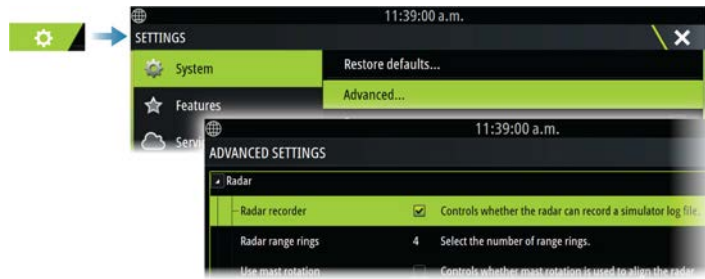 11:39:00 a.m.
SETTINGS
System
Restore defaults...
Advanced...
Features
11:39:00 a.m.
ADVANCED SETTINGS
Radar
Radar recorder Controls whether the radar can record a simulator log file.
Radar range rings 4 Select the number of range rings.
Use mast rotation Controls whether mast rotation is used to align the radar